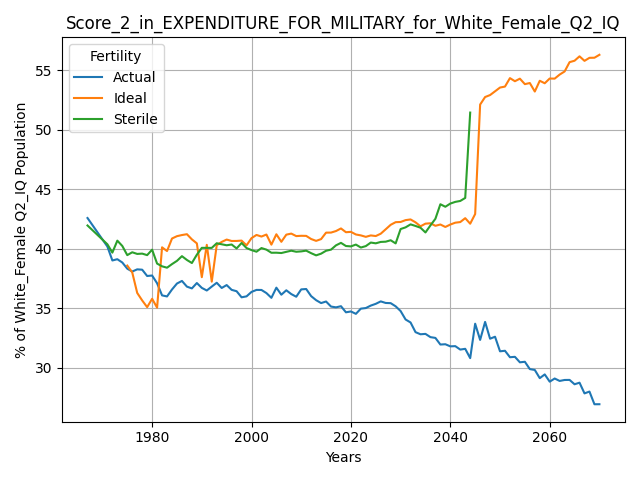 Score_2_in_EXPENDITURE_FOR_MILITARY_for_White_Female_Q2_IQ
Fertility
Actual
Ideal
Sterile
% of White_Female Q2_IQ Population
55
50
45
40
35
30
1980
2000
2020
2040
2060
Years